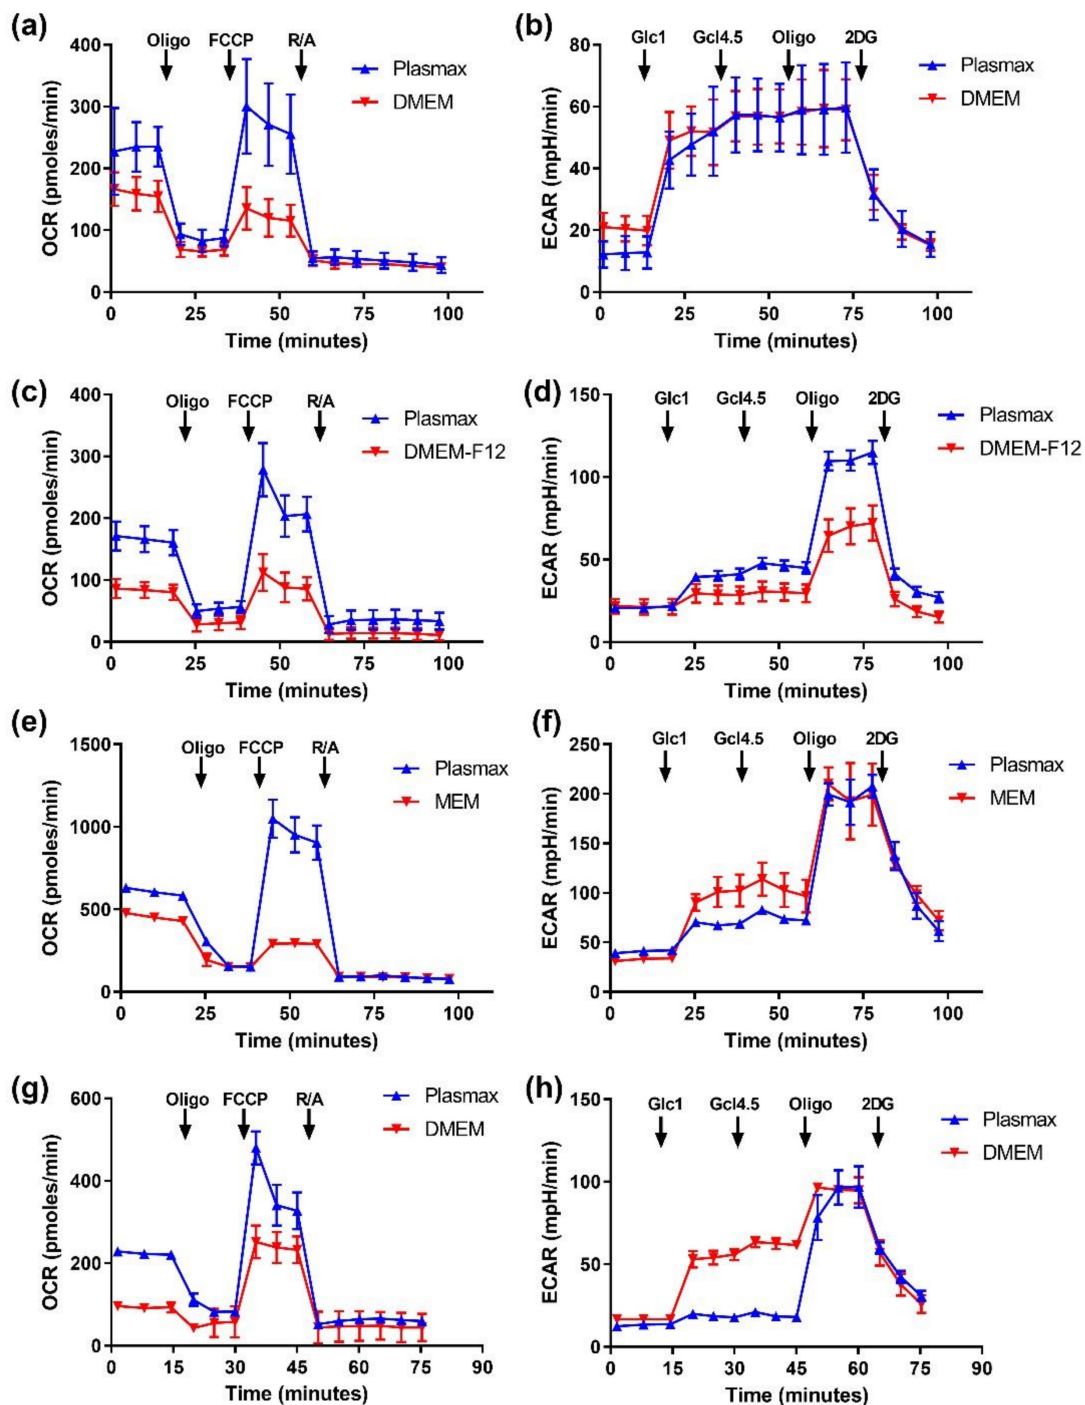 (a)
Oligo FCCP R/A
Plasmax
DMEM
OCR (pmoles/min)
400
300
200
100
0
0 25 50 75 100
Time (minutes)
(b)
Glc1 Gcl4.5 Oligo 2DG
Plasmax
DMEM
ECAR (mpH/min)
80
60
40
20
0
0 25 50 75 100
Time (minutes)
(c)
Oligo FCCP R/A
Plasmax
DMEM-F12
OCR (pmoles/min)
400
300
200
100
0
0 25 50 75 100
Time (minutes)
(d)
Glc1 Gcl4.5 Oligo 2DG
Plasmax
DMEM-F12
ECAR (mpH/min)
150
100
50
0
0 25 50 75 100
Time (minutes)
(e)
Oligo FCCP R/A
Plasmax
MEM
OCR (pmoles/min)
1500
1000
500
0
0 25 50 75 100
Time (minutes)
(f)
Glc1 Gcl4.5 Oligo 2DG
Plasmax
MEM
ECAR (mpH/min)
250
200
150
100
50
0
0 25 50 75 100
Time (minutes)
(g)
Oligo FCCP R/A
Plasmax
DMEM
OCR (pmoles/min)
600
400
200
0
0 15 30 45 60 75 90
Time (minutes)
(h)
Glc1 Gcl4.5 Oligo 2DG
Plasmax
DMEM
ECAR (mpH/min)
150
100
50
0
0 15 30 45 60 75 90
Time (minutes)